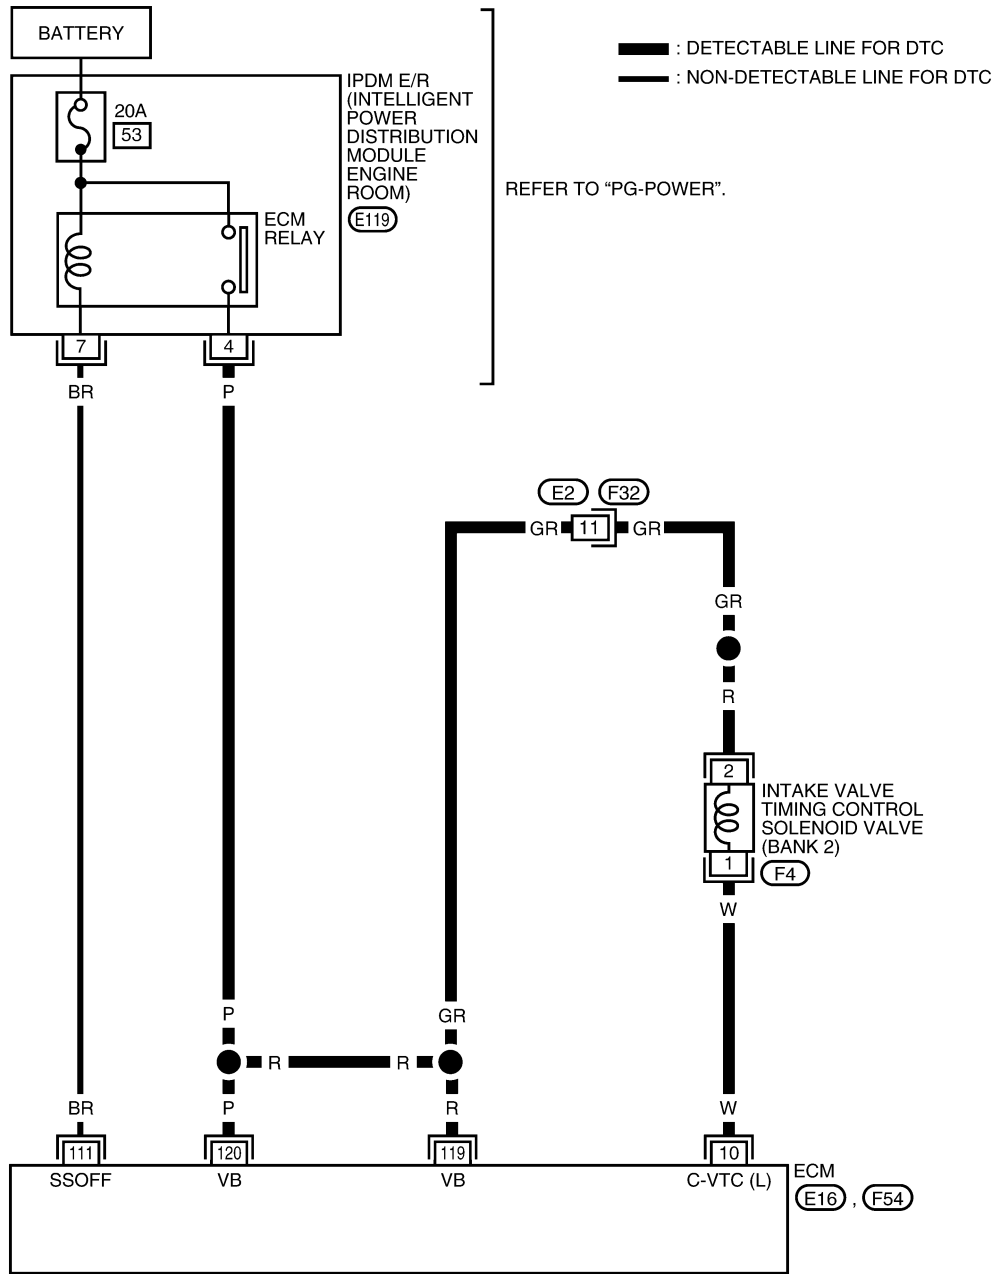 BATTERY
: DETECTABLE LINE FOR DTC
: NON-DETECTABLE LINE FOR DTC
20A
53
IPDM E/R
(INTELLIGENT
POWER
DISTRIBUTION
MODULE
ENGINE
ROOM)
E119
REFER TO “PG-POWER”.
ECM
RELAY
7
4
BR
P
E2
F32
GR
11
GR
GR
R
2
INTAKE VALVE
TIMING CONTROL
SOLENOID VALVE
(BANK 2)
1
F4
W
P
GR
R
R
BR
P
R
W
111
120
119
10
SSOFF
VB
VB
C-VTC (L)
ECM
E16 , F54